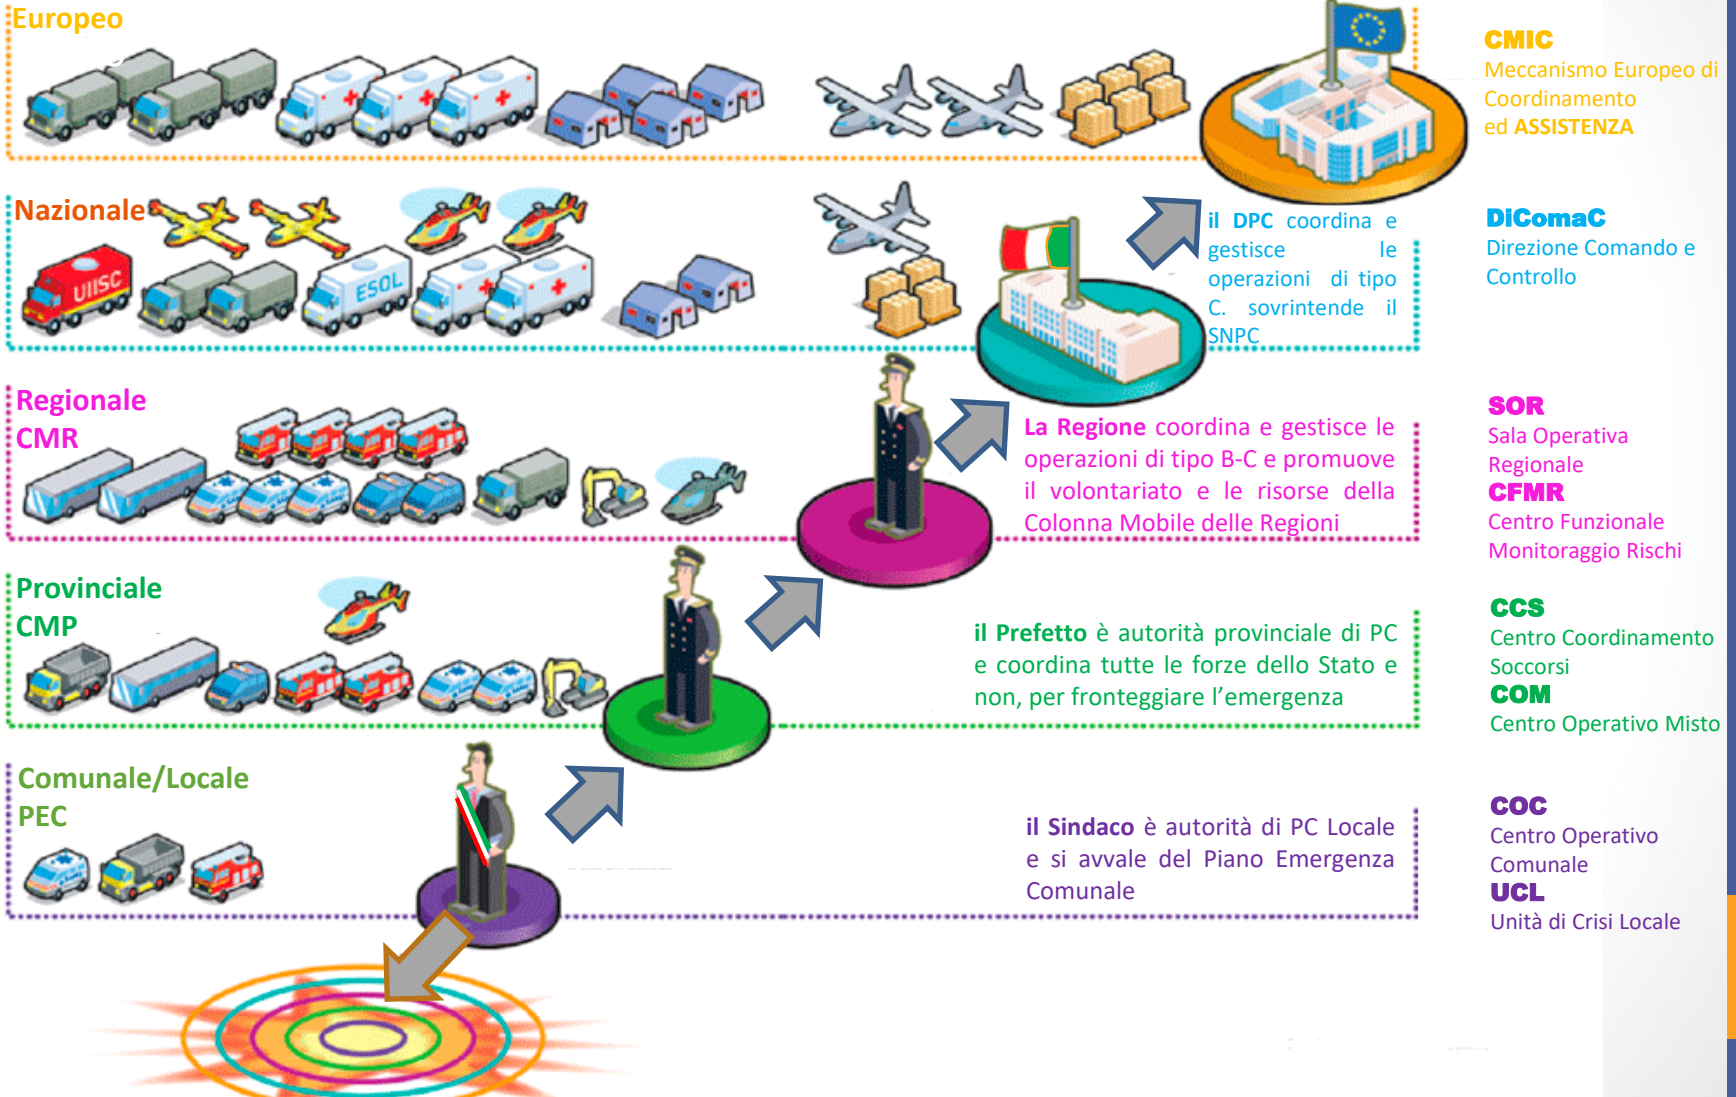 Europeo
CMIC
Meccanismo Europeo di
Coordinamento
ed ASSISTENZA
Nazionale
UIISC
ESOL
il DPC coordina e
gestisce le
operazioni di tipo
C. sovrintende il
SNPC
DiComaC
Direzione Comando e
Controllo
Regionale
CMR
La Regione coordina e gestisce le
operazioni di tipo B-C e promuove
il volontariato e le risorse della
Colonna Mobile delle Regioni
SOR
Sala Operativa
Regionale
CFMR
Centro Funzionale
Monitoraggio Rischi
Provinciale
CMP
il Prefetto è autorità provinciale di PC
e coordina tutte le forze dello Stato e
non, per fronteggiare l’emergenza
CCS
Centro Coordinamento
Soccorsi
COM
Centro Operativo Misto
Comunale/Locale
PEC
il Sindaco è autorità di PC Locale
e si avvale del Piano Emergenza
Comunale
COC
Centro Operativo
Comunale
UCL
Unità di Crisi Locale